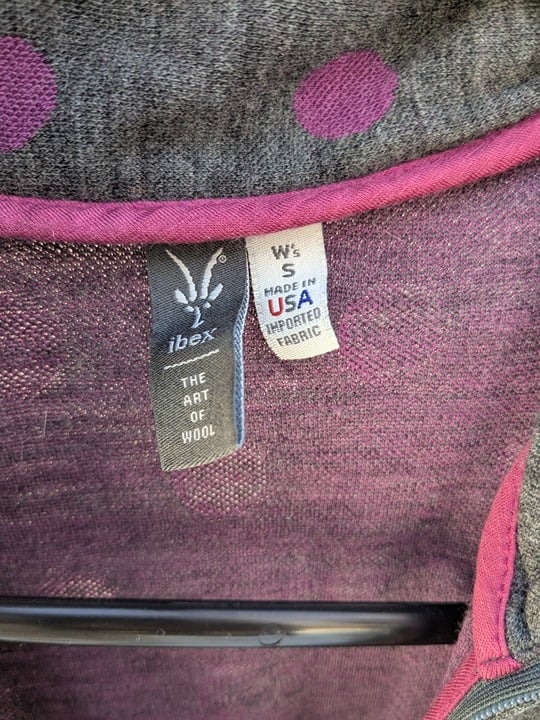 ®
ibex
THE
ART
OF
WOOL
W's
S
MADE IN
USA
IMPORTED
FABRIC